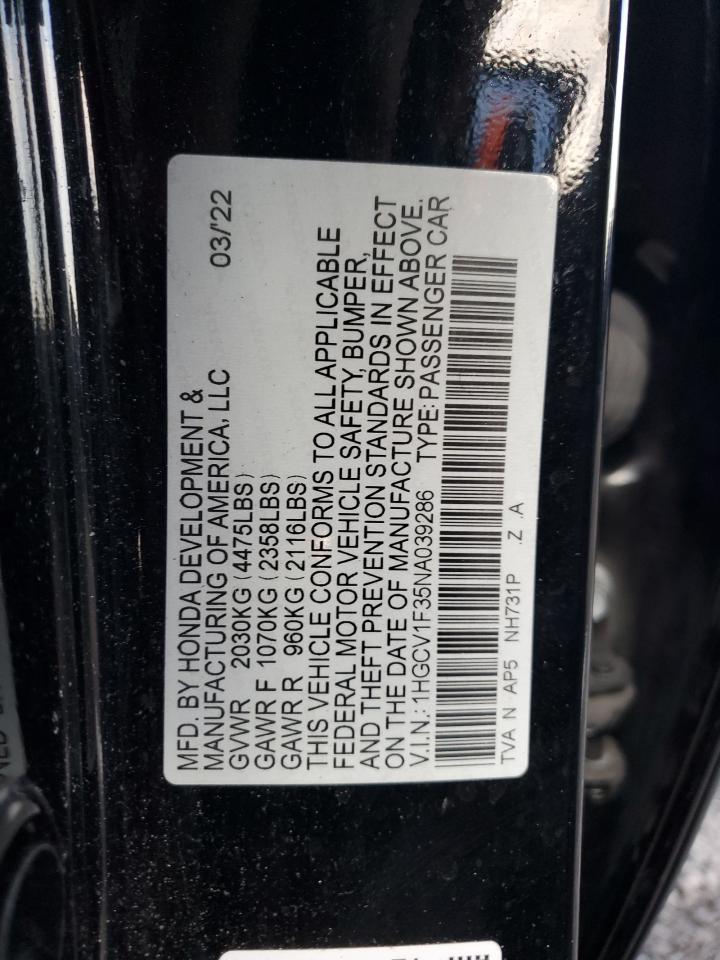 MFD. BY HONDA DEVELOPMENT &
MANUFACTURING OF AMERICA, LLC 03/'22
GVWR 2030KG (4475LBS)
GAWR F 1070KG (2358LBS)
GAWR R 960KG (2116LBS)
THIS VEHICLE CONFORMS TO ALL APPLICABLE
FEDERAL MOTOR VEHICLE SAFETY, BUMPER,
AND THEFT PREVENTION STANDARDS IN EFFECT
ON THE DATE OF MANUFACTURE SHOWN ABOVE.
V.I.N.: 1HGCV1F35NA039286 TYPE: PASSENGER CAR
TVA N AP5 NH731P .Z .A